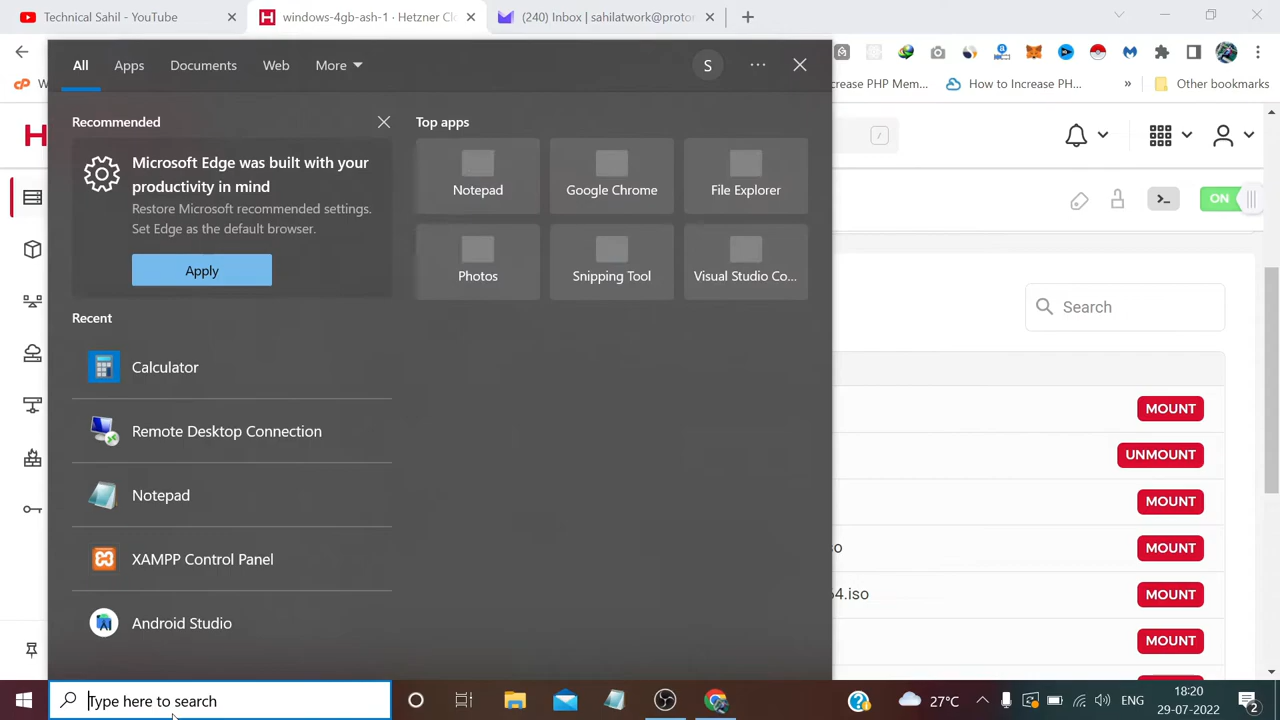 Technical Sahil - YouTube
windows-4gb-ash-1 · Hetzner Cl
(240) Inbox | sahilatwork@proton
W
crease PHP Mem...
How to Increase PH...
»
Other bookmarks
All
Apps
Documents
Web
More
S
Recommended
Microsoft Edge was built with your
productivity in mind
Restore Microsoft recommended settings.
Set Edge as the default browser.
Apply
Top apps
Notepad
Google Chrome
File Explorer
Photos
Snipping Tool
Visual Studio Co...
Recent
Calculator
Remote Desktop Connection
Notepad
XAMPP Control Panel
Android Studio
H
/
ON
Search
MOUNT
UNMOUNT
MOUNT
so
MOUNT
64.iso
MOUNT
MOUNT
Type here to search
27°C
ENG
18:20
29-07-2022
2